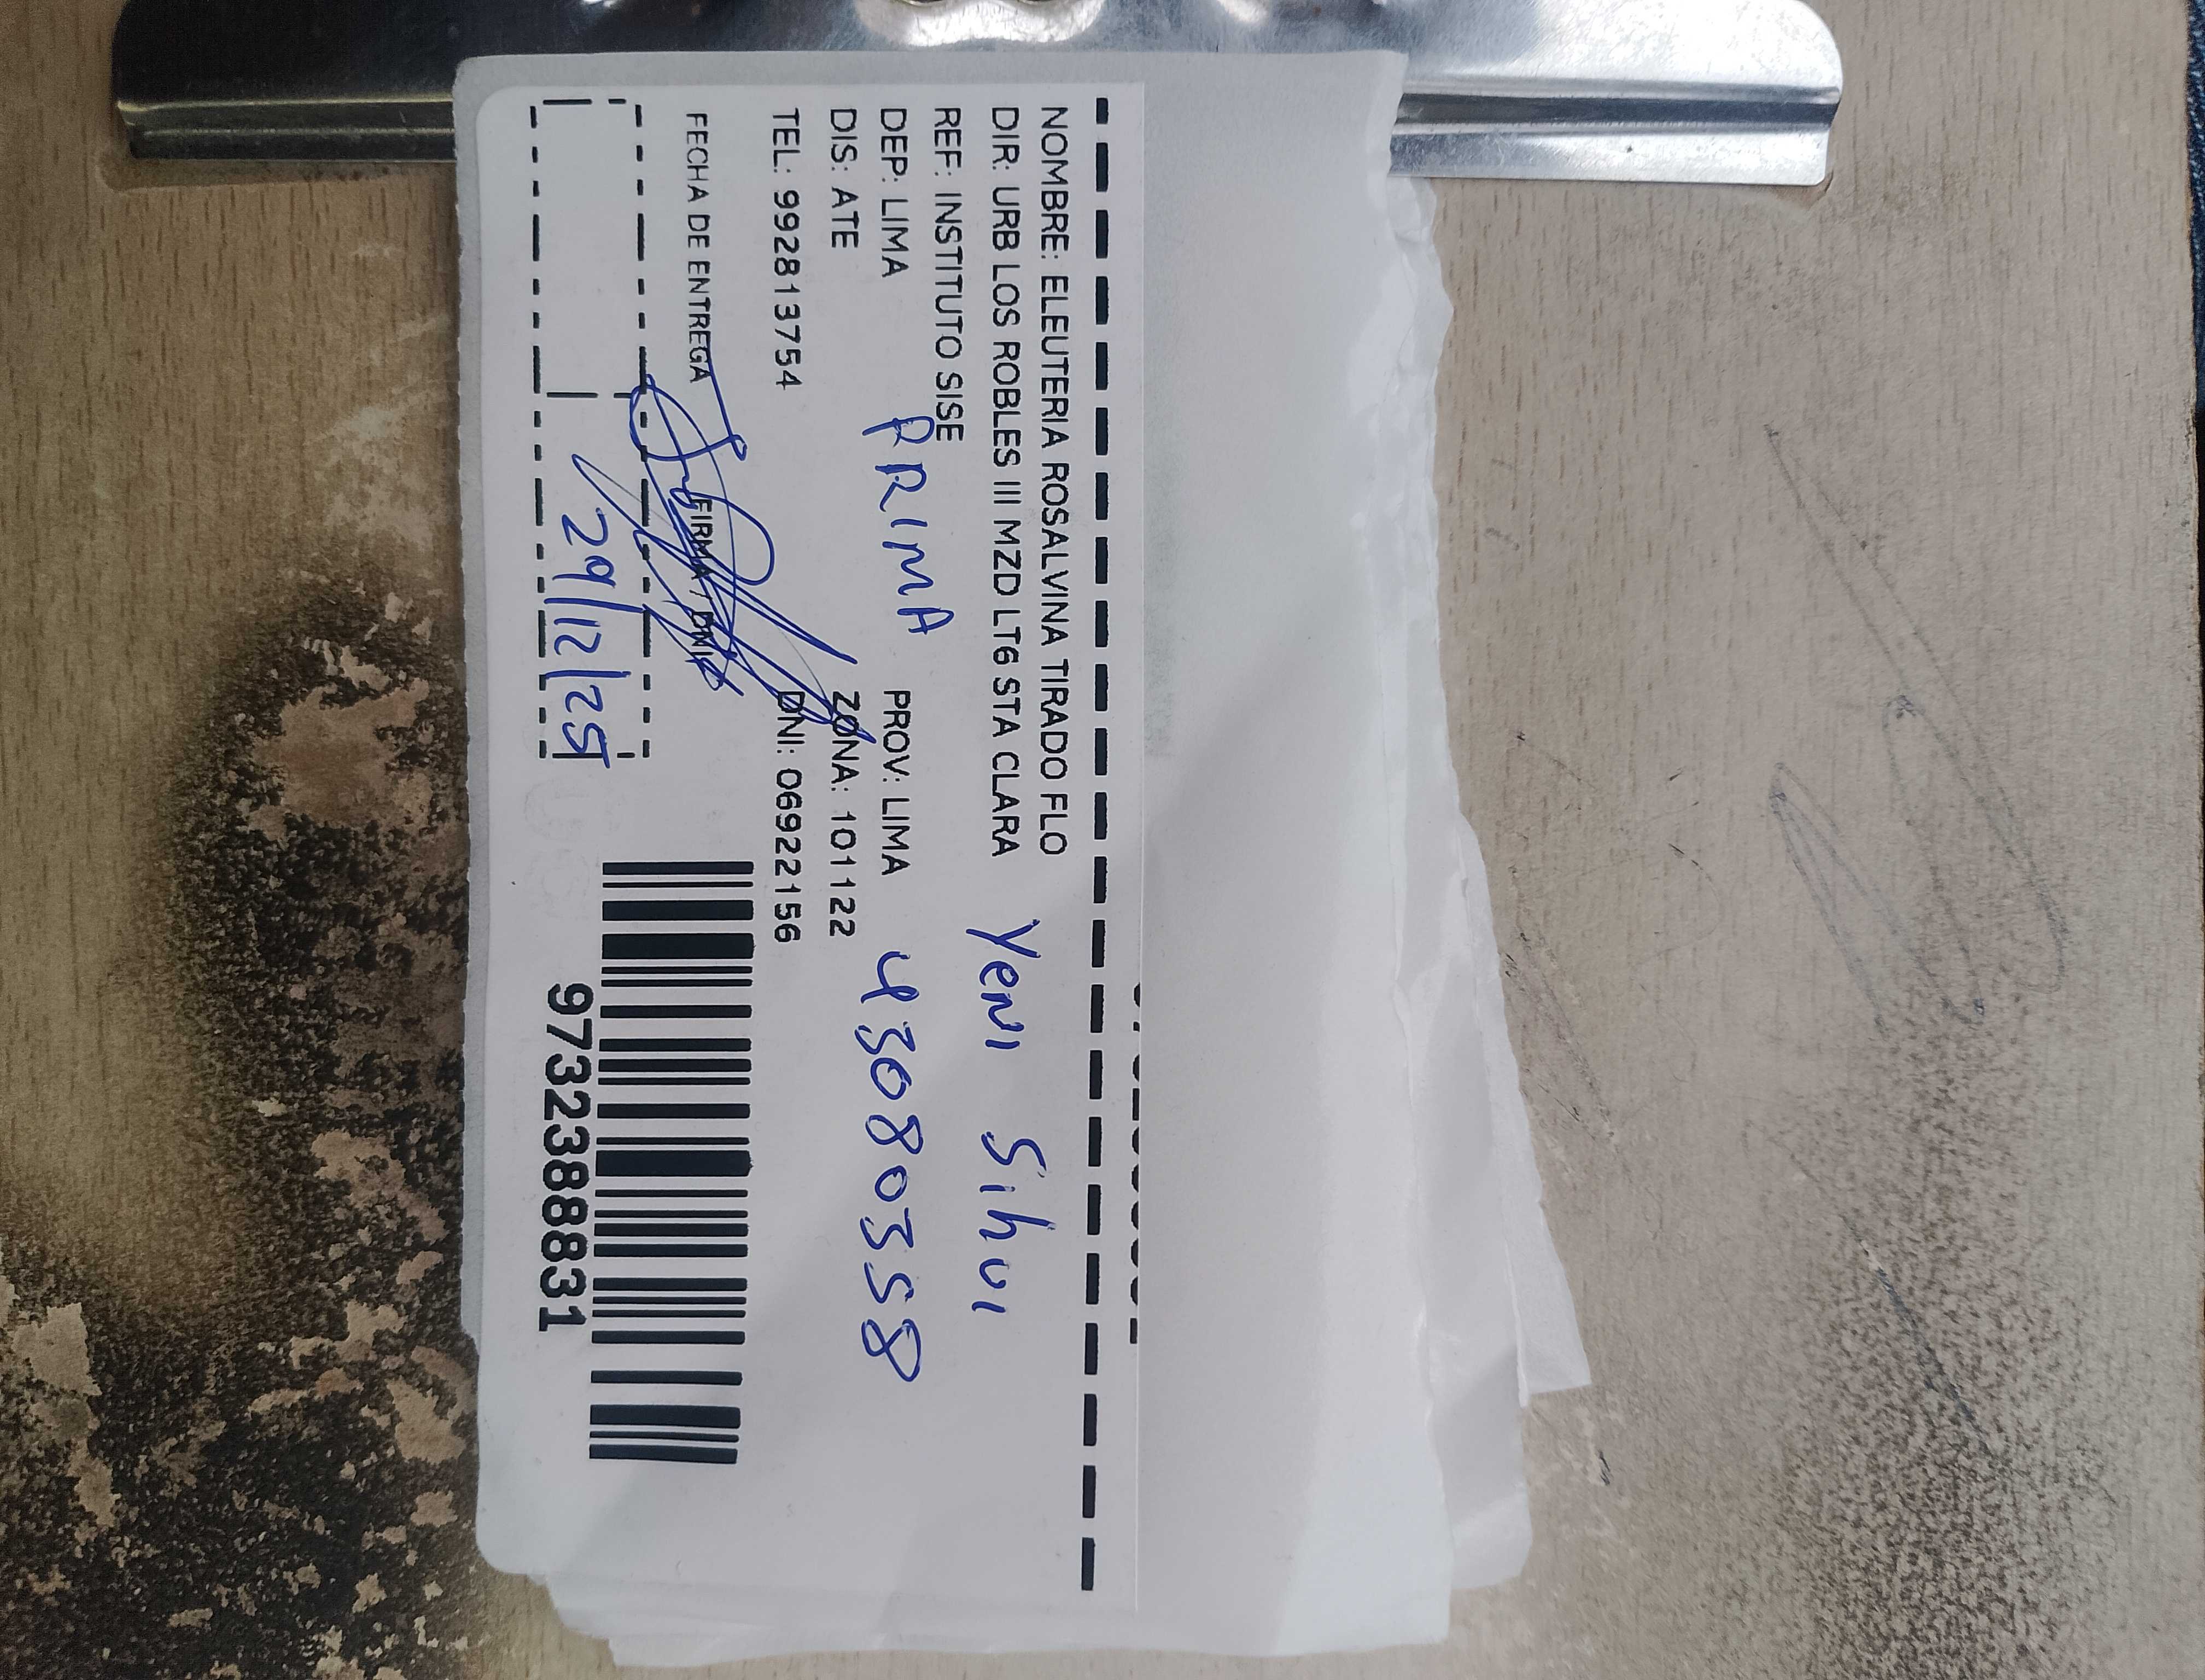 NOMBRE: ELEUTERIA ROSALVINA TIRADO FLO
DIR: URB LOS ROBLES III MZD LT6 STA CLARA
Yeni Sihui
REF: INSTITUTO SISE
PRIMA
DEP: LIMA PROV: LIMA
43080358
DIS: ATE ZONA: 101122
TEL: 992813754 DNI: 06922156
FECHA DE ENTREGA FIRMA / DNI
29/12/25
973238831